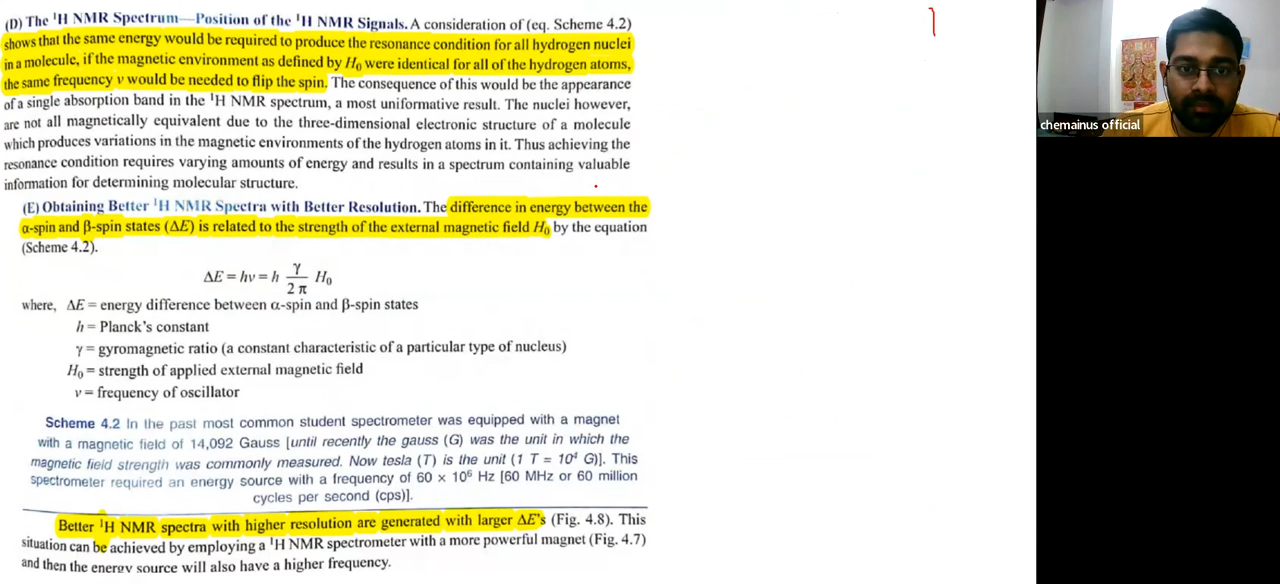 (D) The ¹H NMR Spectrum—Position of the ¹H NMR Signals. A consideration of (eq. Scheme 4.2)
shows that the same energy would be required to produce the resonance condition for all hydrogen nuclei
in a molecule, if the magnetic environment as defined by H₀ were identical for all of the hydrogen atoms,
the same frequency ν would be needed to flip the spin. The consequence of this would be the appearance
of a single absorption band in the ¹H NMR spectrum, a most uniformative result. The nuclei however,
are not all magnetically equivalent due to the three-dimensional electronic structure of a molecule
which produces variations in the magnetic environments of the hydrogen atoms in it. Thus achieving the
resonance condition requires varying amounts of energy and results in a spectrum containing valuable
information for determining molecular structure.
(E) Obtaining Better ¹H NMR Spectra with Better Resolution. The difference in energy between the
α-spin and β-spin states (ΔE) is related to the strength of the external magnetic field H₀ by the equation
(Scheme 4.2).
ΔE = hν = h γ/2π H₀
where, ΔE = energy difference between α-spin and β-spin states
h = Planck's constant
γ = gyromagnetic ratio (a constant characteristic of a particular type of nucleus)
H₀ = strength of applied external magnetic field
ν = frequency of oscillator
Scheme 4.2 In the past most common student spectrometer was equipped with a magnet
with a magnetic field of 14,092 Gauss [until recently the gauss (G) was the unit in which the
magnetic field strength was commonly measured. Now tesla (T) is the unit (1 T = 10⁴ G)]. This
spectrometer required an energy source with a frequency of 60 × 10⁶ Hz [60 MHz or 60 million
cycles per second (cps)].
Better ¹H NMR spectra with higher resolution are generated with larger ΔE's (Fig. 4.8). This
situation can be achieved by employing a ¹H NMR spectrometer with a more powerful magnet (Fig. 4.7)
and then the energy source will also have a higher frequency.
chemainus official